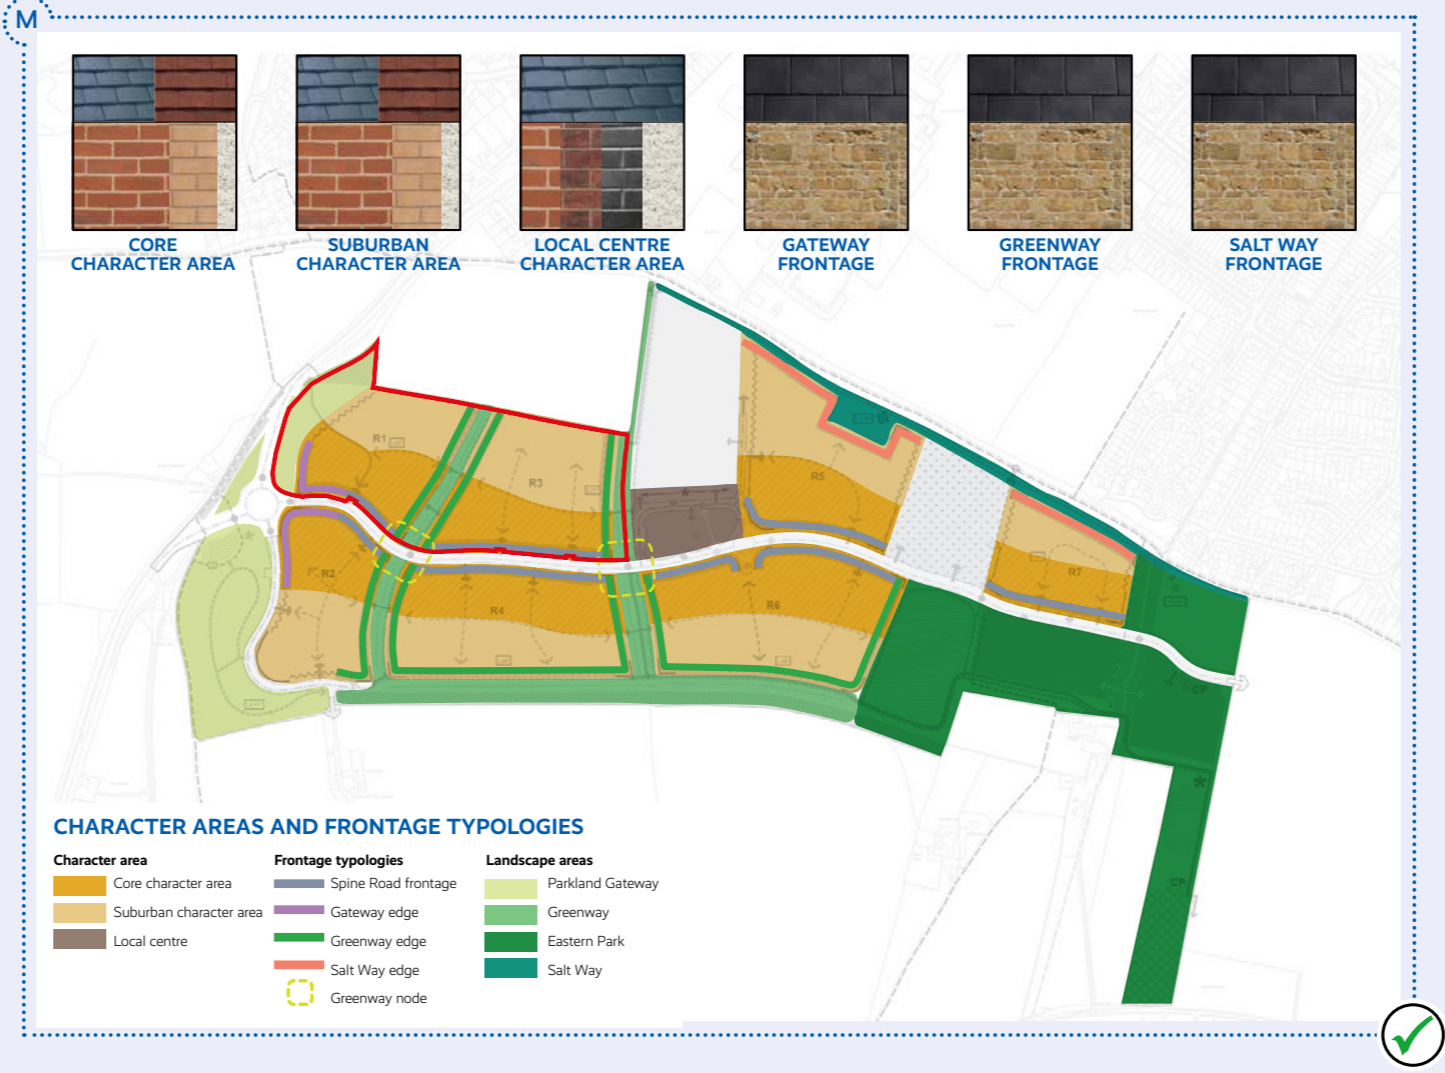 M
CORE
CHARACTER AREA
SUBURBAN
CHARACTER AREA
LOCAL CENTRE
CHARACTER AREA
GATEWAY
FRONTAGE
GREENWAY
FRONTAGE
SALT WAY
FRONTAGE
R1
R3
R5
R7
R2
R4
R6
CP
CP
CHARACTER AREAS AND FRONTAGE TYPOLOGIES
Character area
Core character area
Suburban character area
Local centre
Frontage typologies
Spine Road frontage
Gateway edge
Greenway edge
Salt Way edge
Greenway node
Landscape areas
Parkland Gateway
Greenway
Eastern Park
Salt Way